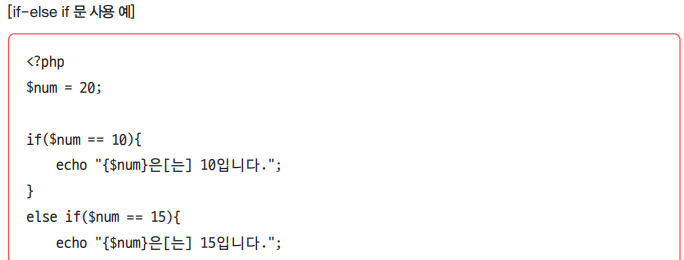 [if-else if 문 사용 예]
<?php
$num = 20;
if($num == 10){
echo "{$num}은[는] 10입니다.";
}
else if($num == 15){
echo "{$num}은[는] 15입니다.";